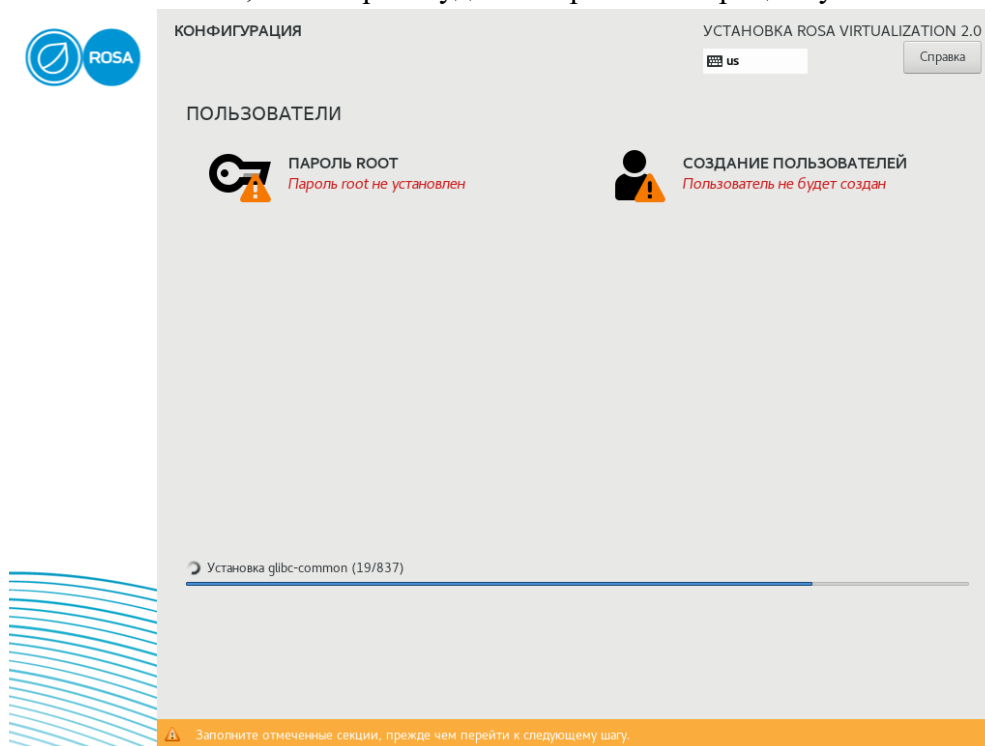 ROSA
КОНФИГУРАЦИЯ
УСТАНОВКА ROSA VIRTUALIZATION 2.0
us
Справка
ПОЛЬЗОВАТЕЛИ
ПАРОЛЬ ROOT
Пароль root не установлен
СОЗДАНИЕ ПОЛЬЗОВАТЕЛЕЙ
Пользователь не будет создан
Установка glibc-common (19/837)
Заполните отмеченные секции, прежде чем перейти к следующему шагу.